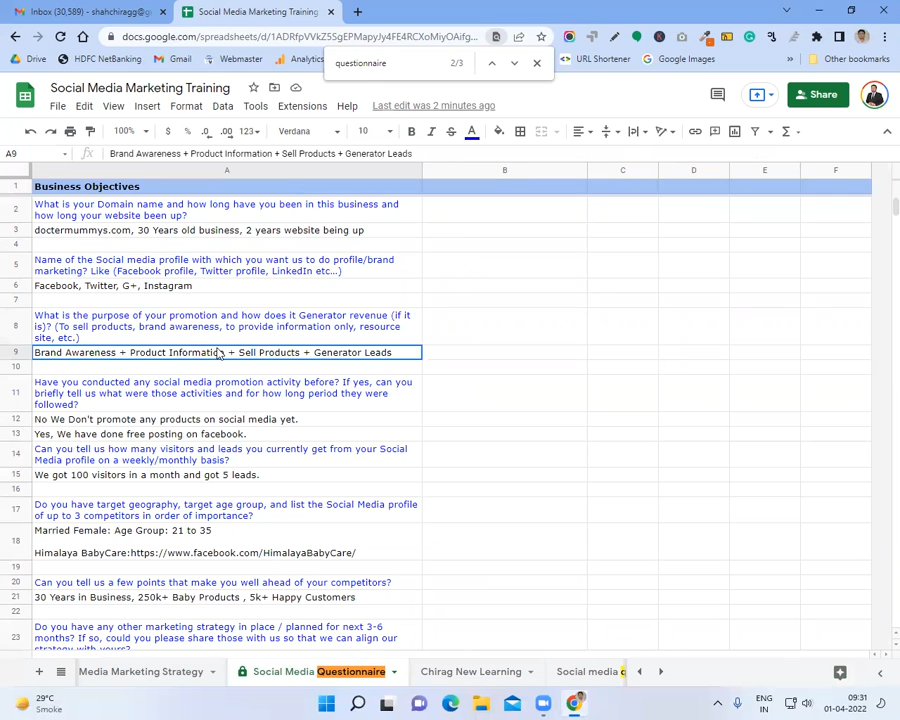 Inbox (30,589) - shahchiragg@g
Social Media Marketing Training
docs.google.com/spreadsheets/d/1ADRfpVVkZ5SgEPMapyJy4FE4RCXoMiyOAifg...
questionnaire 2/3
Drive HDFC NetBanking Gmail Webmaster Analytics URL Shortener Google Images Other bookmarks
Social Media Marketing Training
File Edit View Insert Format Data Tools Extensions Help Last edit was 2 minutes ago
Share
100% $ % .0 .00 123 Verdana 10 B I S A
A9 fx Brand Awareness + Product Information + Sell Products + Generator Leads
A B C D E F
1 Business Objectives
2 What is your Domain name and how long have you been in this business and
how long your website been up?
3 doctermummys.com, 30 Years old business, 2 years website being up
4
5 Name of the Social media profile with which you want us to do profile/brand
marketing? Like (Facebook profile, Twitter profile, LinkedIn etc...)
6 Facebook, Twitter, G+, Instagram
7
What is the purpose of your promotion and how does it Generator revenue (if it
8 is)? (To sell products, brand awareness, to provide information only, resource
site, etc.)
9 Brand Awareness + Product Information + Sell Products + Generator Leads
10
Have you conducted any social media promotion activity before? If yes, can you
11 briefly tell us what were those activities and for how long period they were
followed?
12 No We Don't promote any products on social media yet.
13 Yes, We have done free posting on facebook.
14 Can you tell us how many visitors and leads you currently get from your Social
Media profile on a weekly/monthly basis?
15 We got 100 visitors in a month and got 5 leads.
16
17 Do you have target geography, target age group, and list the Social Media profile
of up to 3 competitors in order of importance?
Married Female: Age Group: 21 to 35
18
Himalaya BabyCare:https://www.facebook.com/HimalayaBabyCare/
19
20 Can you tell us a few points that make you well ahead of your competitors?
21 30 Years in Business, 250k+ Baby Products , 5k+ Happy Customers
22
Do you have any other marketing strategy in place / planned for next 3-6
23 months? If so, could you please share those with us so that we can align our
strategy with yours?
Media Marketing Strategy Social Media Questionnaire Chirag New Learning Social media q
29°C
Smoke
ENG
IN
09:31
01-04-2022